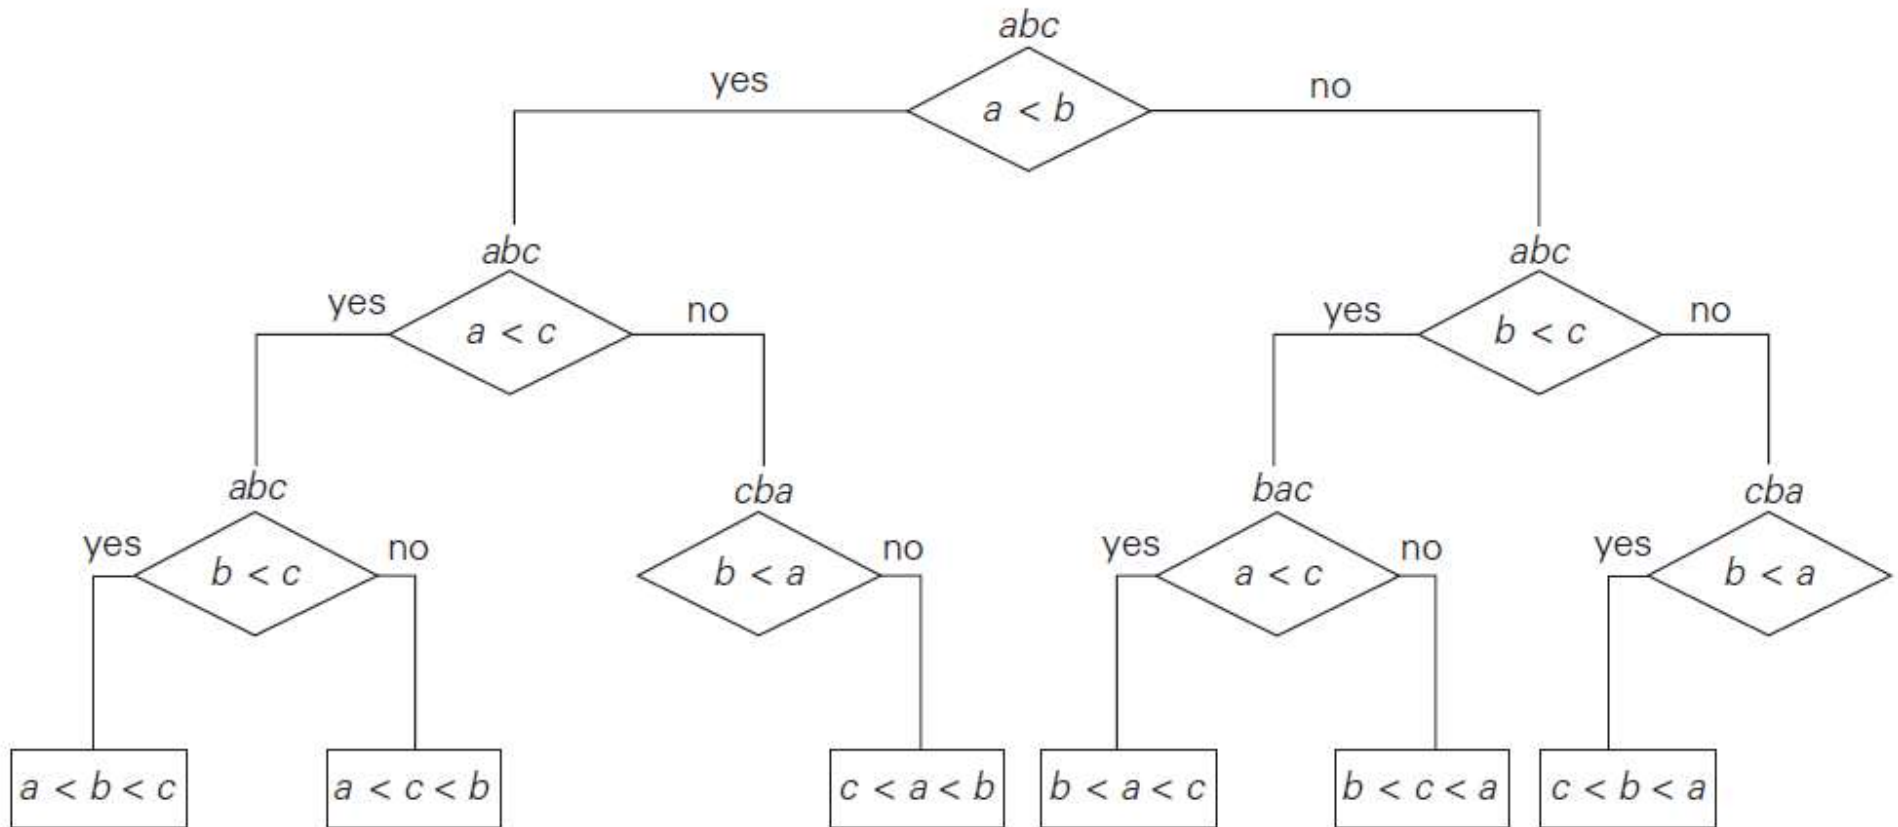 abc
yes
a < b
no
abc
abc
yes
a < c
no
yes
b < c
no
abc
cba
bac
cba
yes
b < c
no
b < a
no
yes
a < c
no
yes
b < a
a < b < c
a < c < b
c < a < b
b < a < c
b < c < a
c < b < a